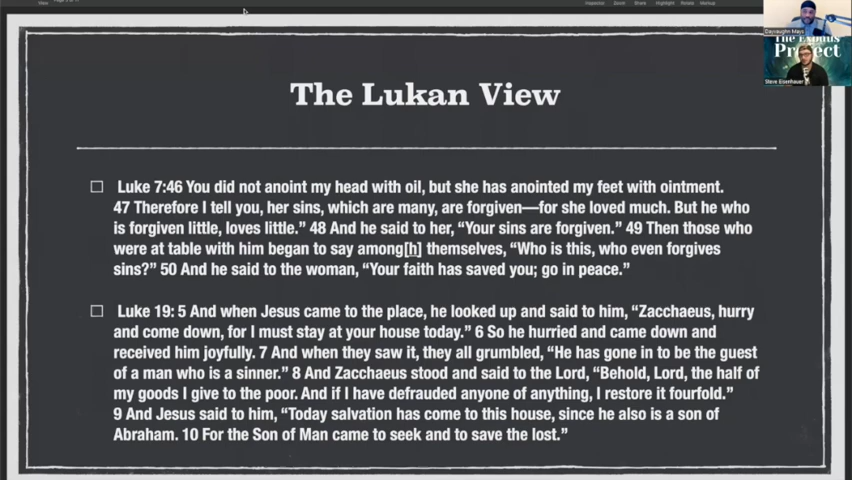 View
Inspector Zoom Share Highlight Rotate Markup
Dayvaughn Mays
The Exodus
Project
Steve Eisenhauer
The Lukan View
Luke 7:46 You did not anoint my head with oil, but she has anointed my feet with ointment.
47 Therefore I tell you, her sins, which are many, are forgiven—for she loved much. But he who
is forgiven little, loves little.” 48 And he said to her, “Your sins are forgiven.” 49 Then those who
were at table with him began to say among[h] themselves, “Who is this, who even forgives
sins?” 50 And he said to the woman, “Your faith has saved you; go in peace.”
Luke 19: 5 And when Jesus came to the place, he looked up and said to him, “Zacchaeus, hurry
and come down, for I must stay at your house today.” 6 So he hurried and came down and
received him joyfully. 7 And when they saw it, they all grumbled, “He has gone in to be the guest
of a man who is a sinner.” 8 And Zacchaeus stood and said to the Lord, “Behold, Lord, the half of
my goods I give to the poor. And if I have defrauded anyone of anything, I restore it fourfold.”
9 And Jesus said to him, “Today salvation has come to this house, since he also is a son of
Abraham. 10 For the Son of Man came to seek and to save the lost.”